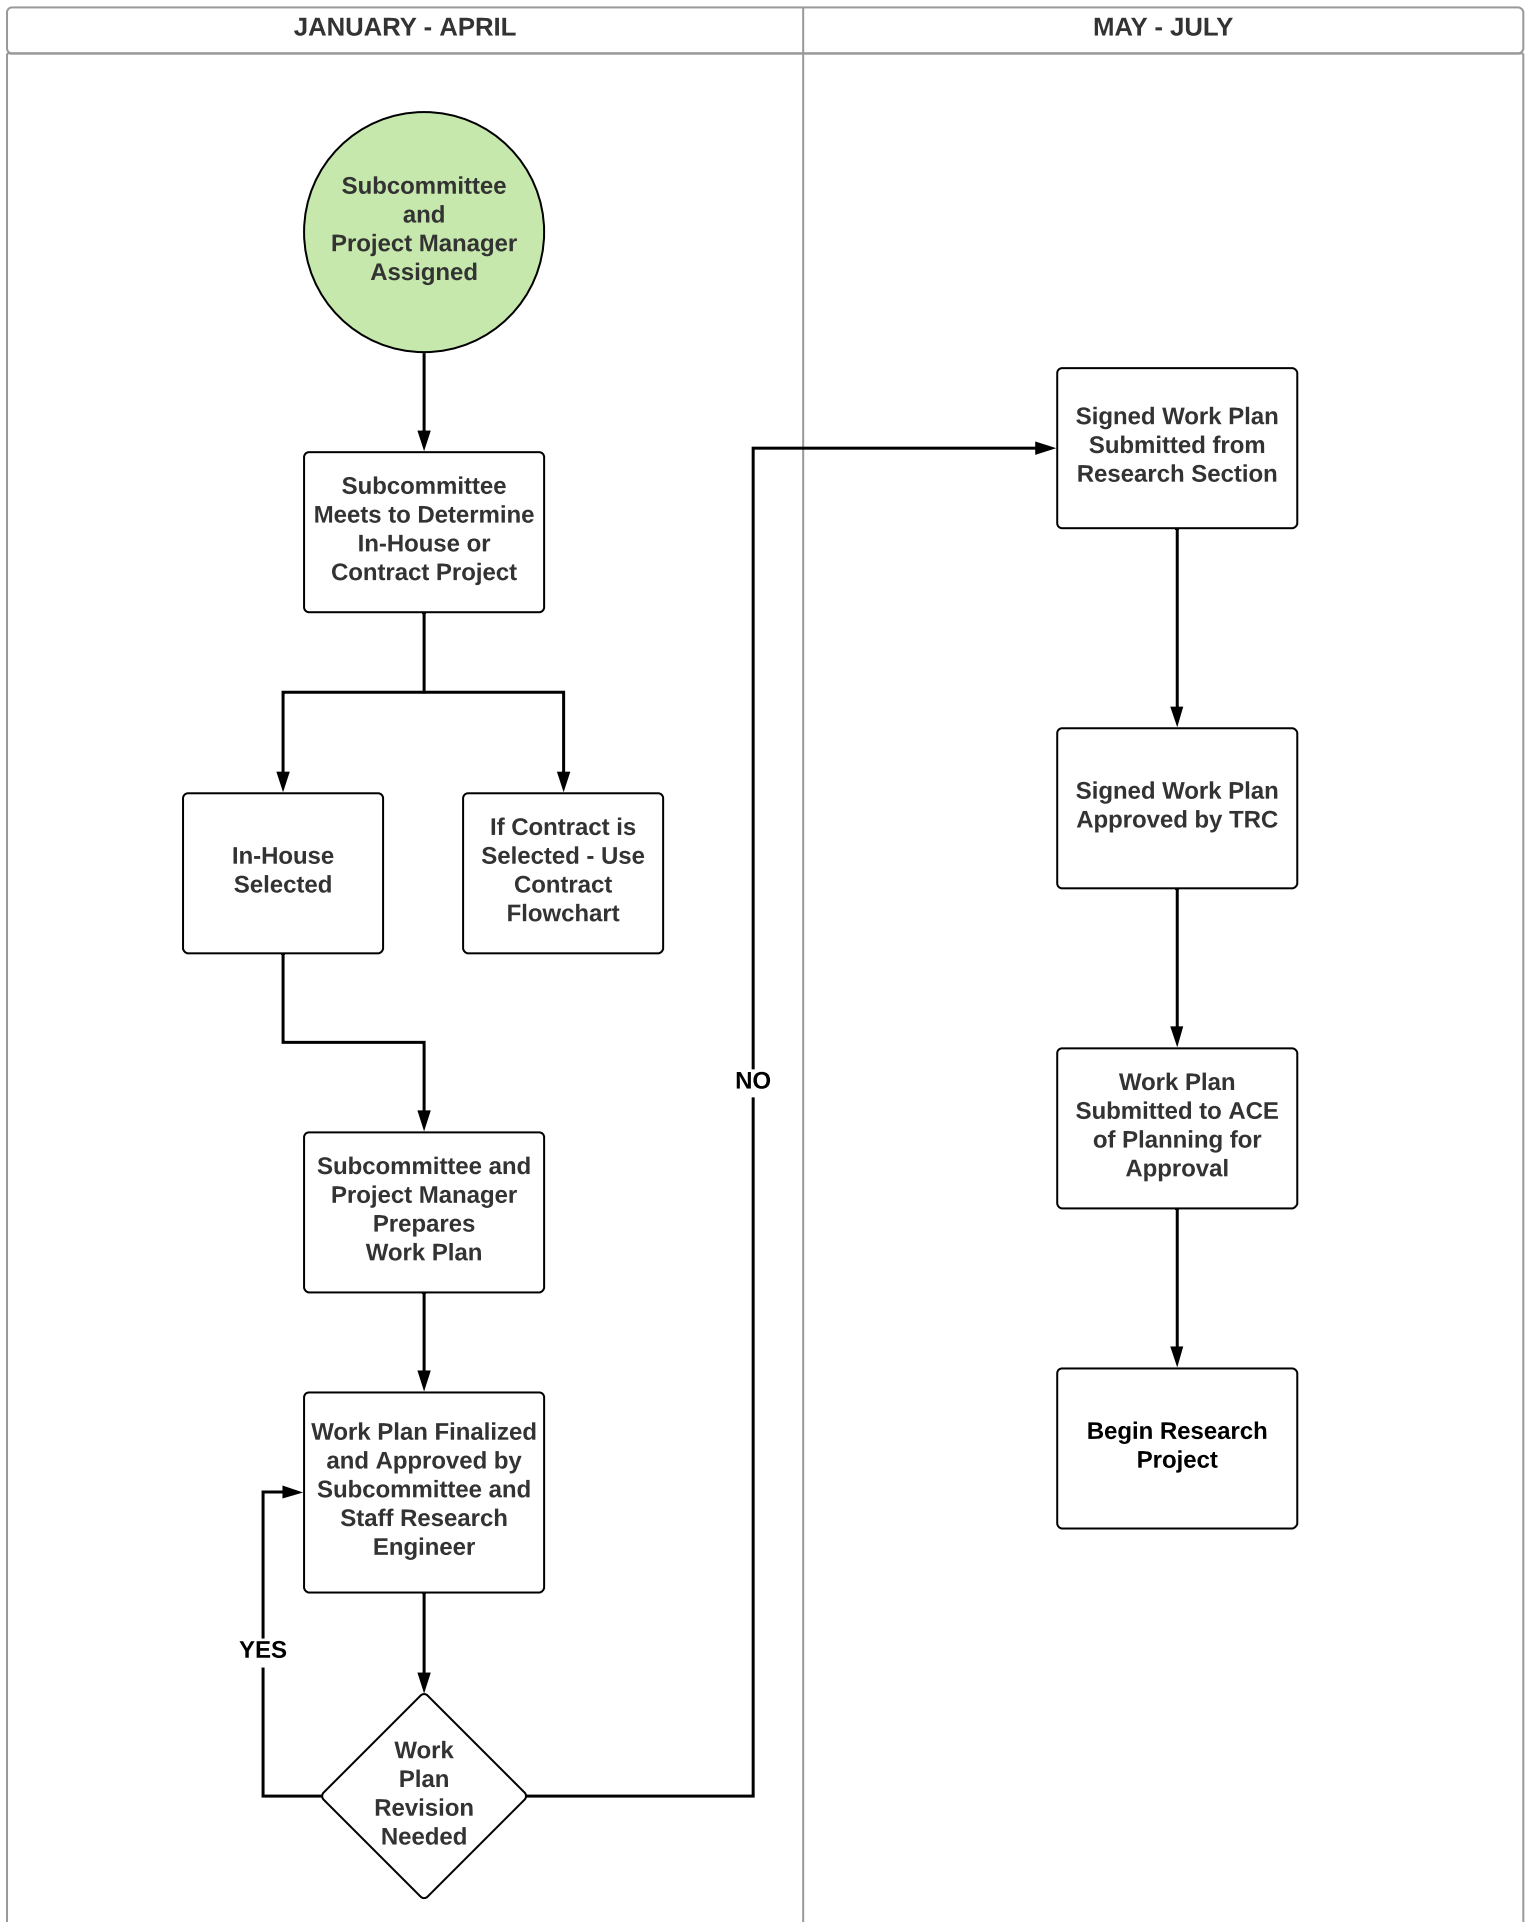 JANUARY - APRIL
MAY - JULY
Subcommittee
and
Project Manager
Assigned
Subcommittee
Meets to Determine
In-House or
Contract Project
In-House
Selected
If Contract is
Selected - Use
Contract
Flowchart
Subcommittee and
Project Manager
Prepares
Work Plan
Work Plan Finalized
and Approved by
Subcommittee and
Staff Research
Engineer
YES
Work
Plan
Revision
Needed
NO
Signed Work Plan
Submitted from
Research Section
Signed Work Plan
Approved by TRC
Work Plan
Submitted to ACE
of Planning for
Approval
Begin Research
Project